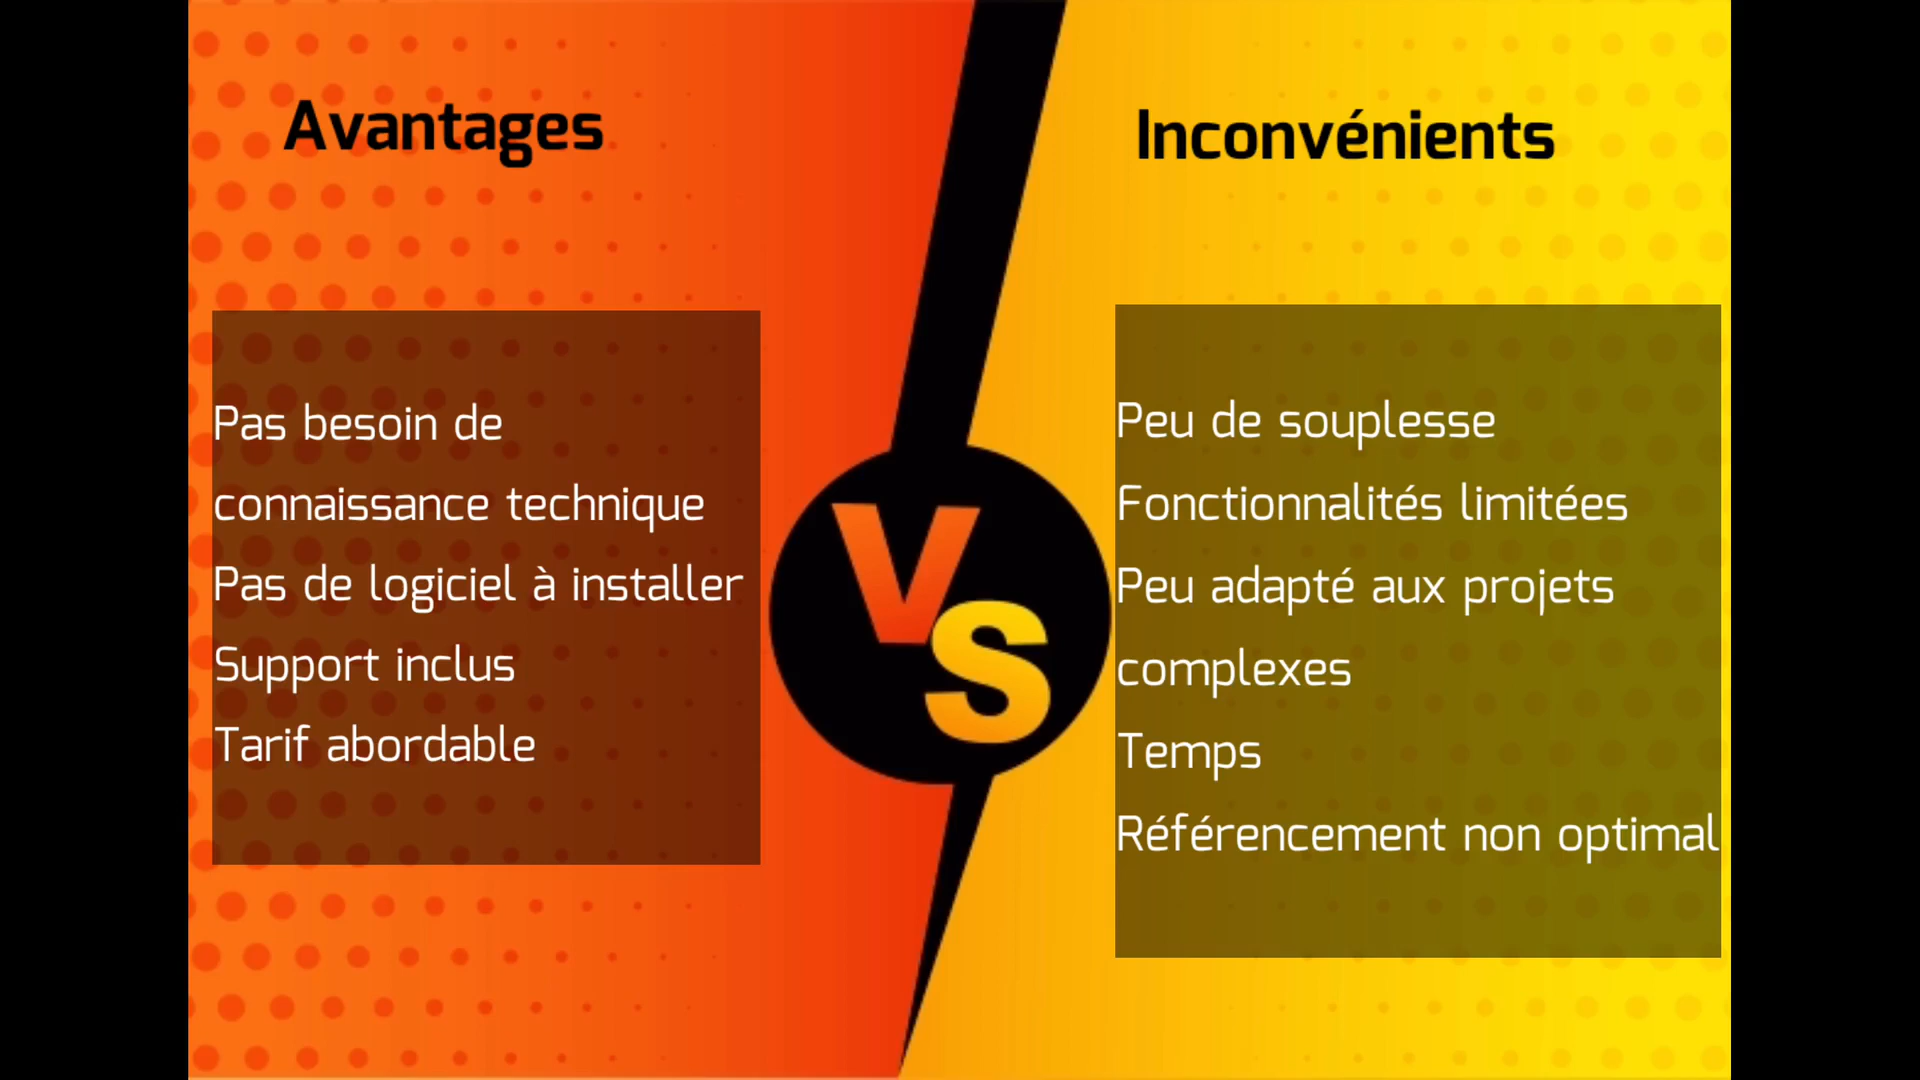 Avantages
Pas besoin de
connaissance technique
Pas de logiciel à installer
Support inclus
Tarif abordable
VS
Inconvénients
Peu de souplesse
Fonctionnalités limitées
Peu adapté aux projets
complexes
Temps
Référencement non optimal